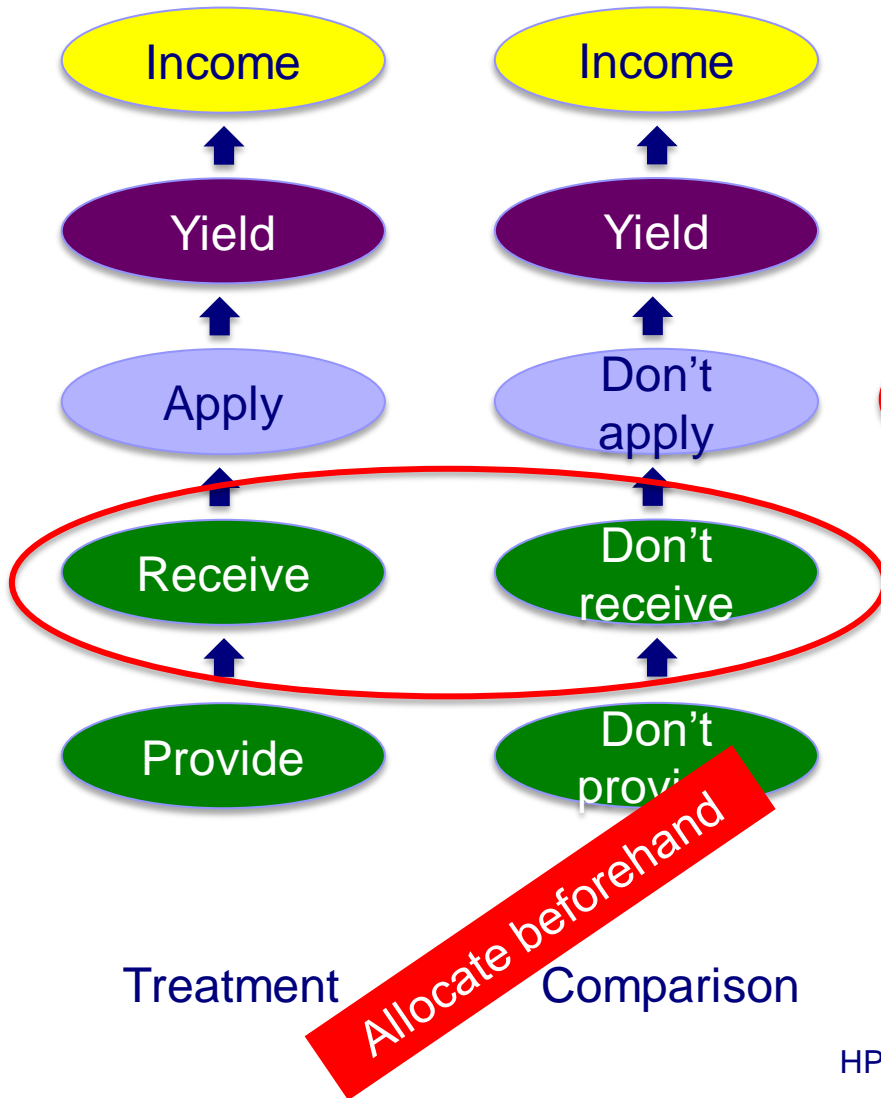 Income
Income
Yield
Yield
Apply
Don't
apply
Receive
Don't
receive
Provide
Don't
Allocate beforehand
Treatment
Comparison
HP